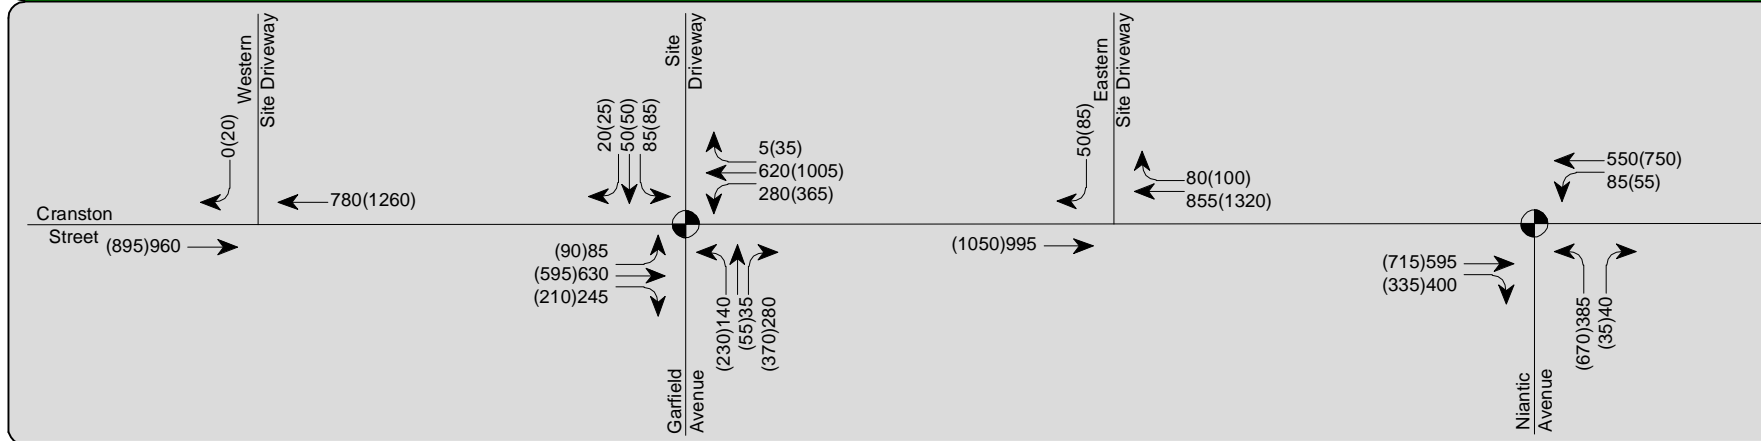 Western
Site Driveway
0(20)
780(1260)
Cranston
Street
(895)960
Site
Driveway
20(25)
50(50)
85(85)
5(35)
620(1005)
280(365)
(90)85
(595)630
(210)245
(230)140
(55)35
(370)280
Garfield
Avenue
Eastern
Site Driveway
50(85)
80(100)
855(1320)
(1050)995
550(750)
85(55)
(715)595
(335)400
(670)385
(35)40
Niantic
Avenue